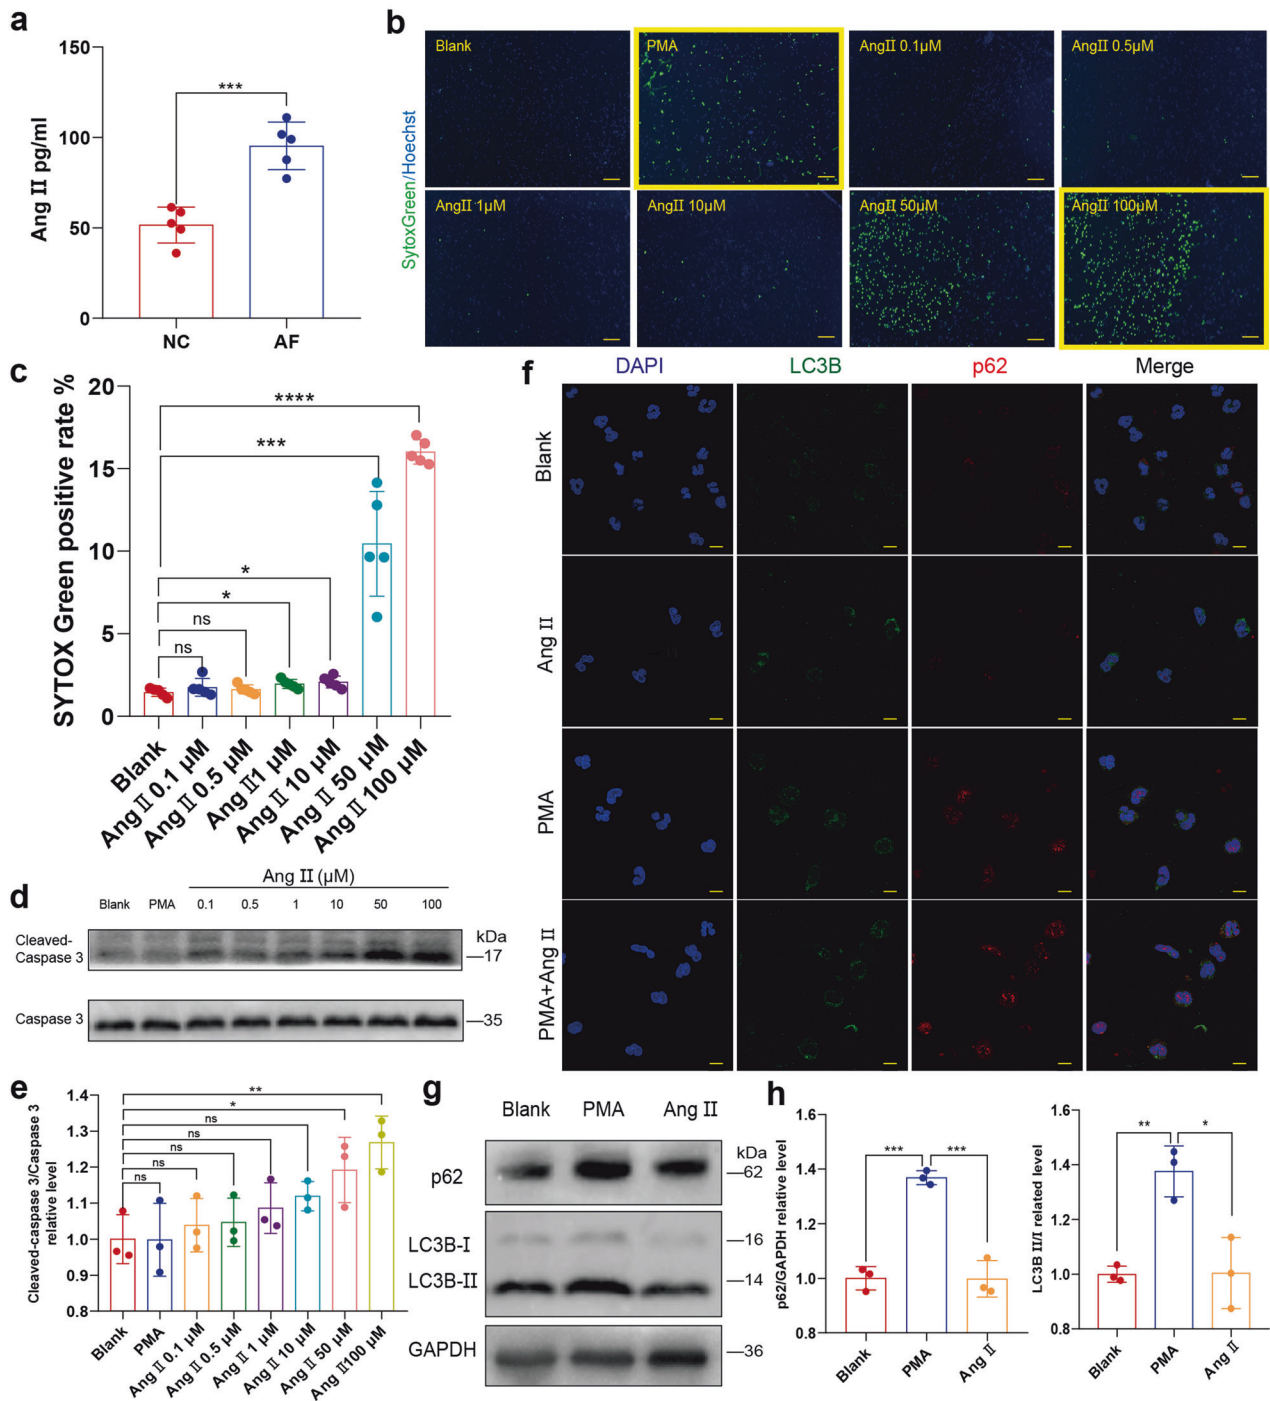 a
150
100
50
0
Ang II pg/ml
***
NC
AF
b
SytoxGreen/Hoechst
Blank
PMA
AngII 0.1μM
AngII 0.5μM
AngII 1μM
AngII 10μM
AngII 50μM
AngII 100μM
c
SYTOX Green positive rate %
20
15
10
5
0
****
***
*
*
ns
ns
Blank
Ang II 0.1 μM
Ang II 0.5 μM
Ang II 1 μM
Ang II 10 μM
Ang II 50 μM
Ang II 100 μM
d
Ang II (μM)
Blank PMA 0.1 0.5 1 10 50 100
kDa
Cleaved-
Caspase 3
—17
Caspase 3
—35
e
Cleaved-caspase 3/Caspase 3
relative level
1.4
1.3
1.2
1.1
1.0
0.9
0.8
**
*
ns
ns
ns
ns
ns
Blank
PMA
Ang II 0.1 μM
Ang II 0.5 μM
Ang II 1 μM
Ang II 10 μM
Ang II 50 μM
Ang II100 μM
f
DAPI LC3B p62 Merge
Blank
Ang II
PMA
PMA+Ang II
g
Blank PMA Ang II
kDa
p62
—62
LC3B-I
—16
LC3B-II
—14
GAPDH
—36
h
p62/GAPDH relative level
1.6
1.4
1.2
1.0
0.8
*** ***
Blank
PMA
Ang II
LC3B II/I related level
1.6
1.4
1.2
1.0
0.8
** *
Blank
PMA
Ang II